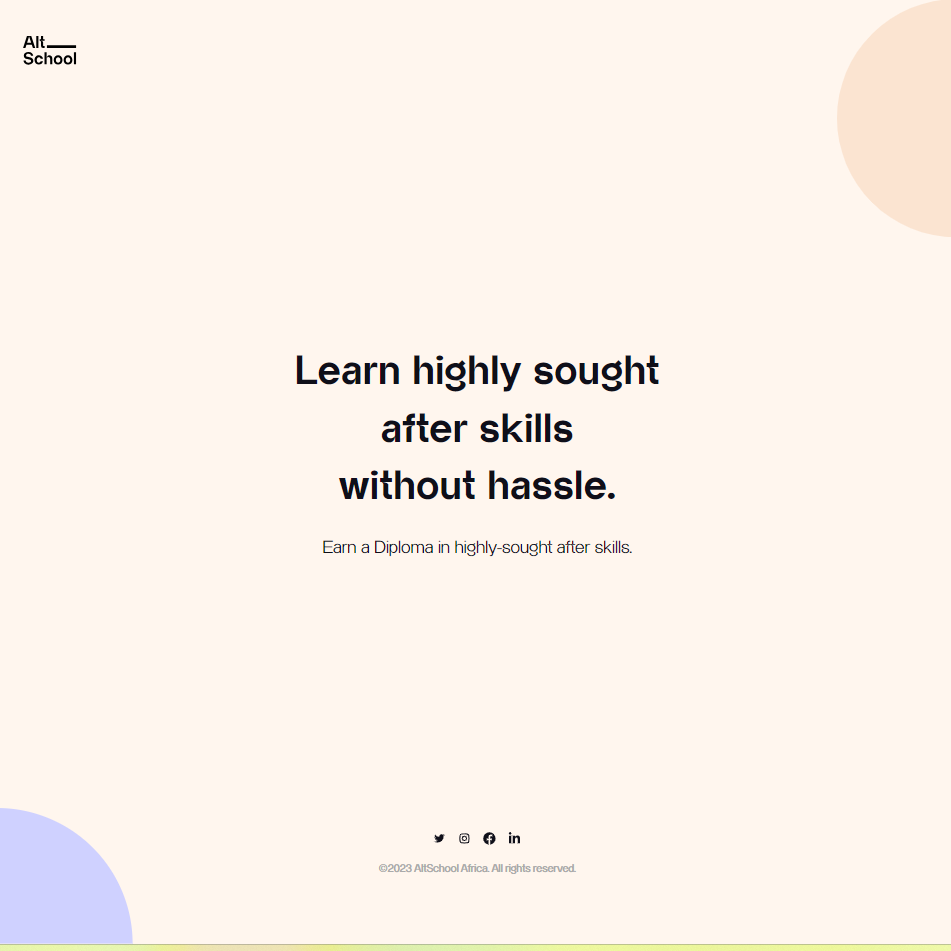 Alt
School
Learn highly sought
after skills
without hassle.
Earn a Diploma in highly-sought after skills.
©2023 AltSchool Africa. All rights reserved.